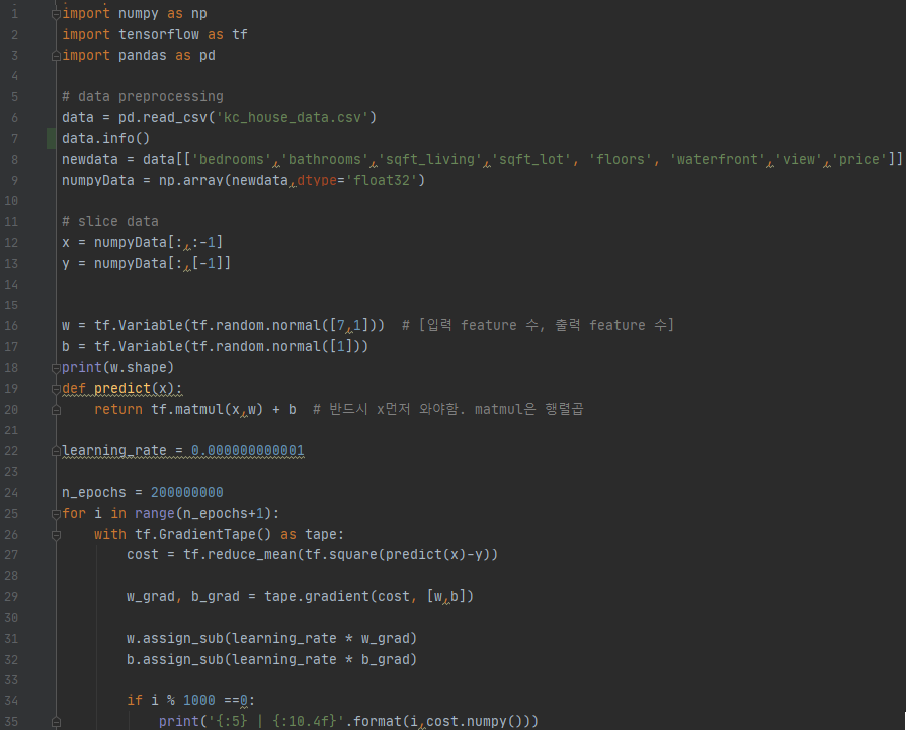 1 import numpy as np
2 import tensorflow as tf
3 import pandas as pd
4
5 # data preprocessing
6 data = pd.read_csv('kc_house_data.csv')
7 data.info()
8 newdata = data[['bedrooms','bathrooms','sqft_living','sqft_lot', 'floors', 'waterfront','view','price']]
9 numpyData = np.array(newdata,dtype='float32')
10
11 # slice data
12 x = numpyData[:,:-1]
13 y = numpyData[:,[-1]]
14
15
16 w = tf.Variable(tf.random.normal([7,1])) # [입력 feature 수, 출력 feature 수]
17 b = tf.Variable(tf.random.normal([1]))
18 print(w.shape)
19 def predict(x):
20 return tf.matmul(x,w) + b # 반드시 x먼저 와야함. matmul은 행렬곱
21
22 learning_rate = 0.000000000001
23
24 n_epochs = 200000000
25 for i in range(n_epochs+1):
26 with tf.GradientTape() as tape:
27 cost = tf.reduce_mean(tf.square(predict(x)-y))
28
29 w_grad, b_grad = tape.gradient(cost, [w,b])
30
31 w.assign_sub(learning_rate * w_grad)
32 b.assign_sub(learning_rate * b_grad)
33
34 if i % 1000 ==0:
35 print('{:5} | {:10.4f}'.format(i,cost.numpy()))